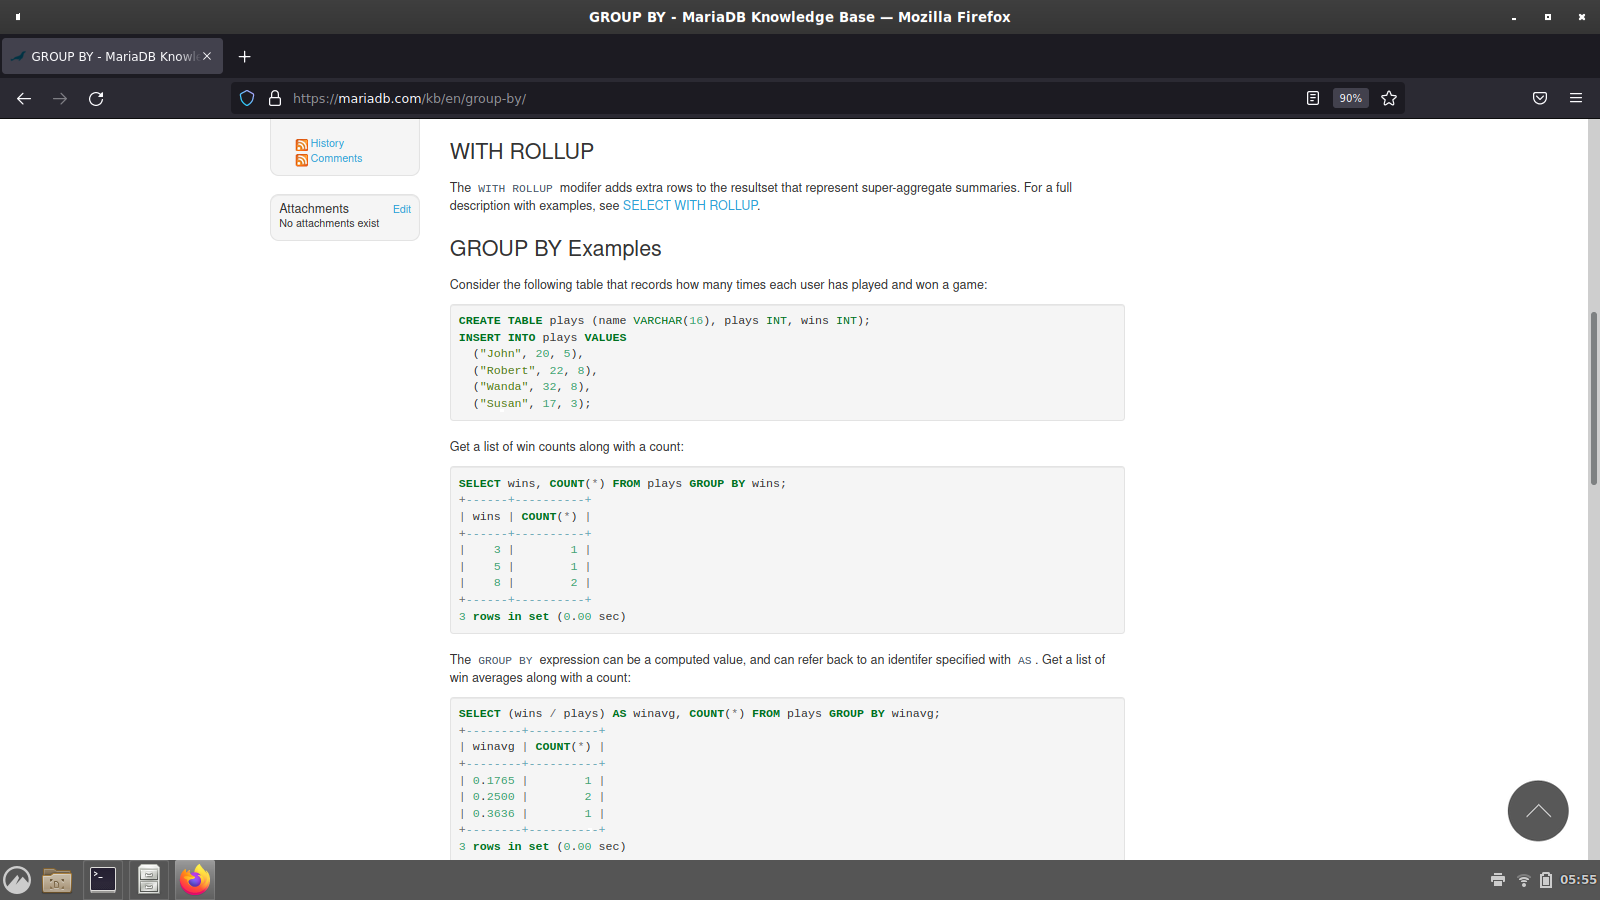 GROUP BY - MariaDB Knowledge Base — Mozilla Firefox
GROUP BY - MariaDB Knowle
https://mariadb.com/kb/en/group-by/
90%
History
Comments
Attachments
Edit
No attachments exist
WITH ROLLUP
The WITH ROLLUP modifer adds extra rows to the resultset that represent super-aggregate summaries. For a full
description with examples, see SELECT WITH ROLLUP.
GROUP BY Examples
Consider the following table that records how many times each user has played and won a game:
CREATE TABLE plays (name VARCHAR(16), plays INT, wins INT);
INSERT INTO plays VALUES
  ("John", 20, 5),
  ("Robert", 22, 8),
  ("Wanda", 32, 8),
  ("Susan", 17, 3);
Get a list of win counts along with a count:
SELECT wins, COUNT(*) FROM plays GROUP BY wins;
+------+----------+
| wins | COUNT(*) |
+------+----------+
|    3 |        1 |
|    5 |        1 |
|    8 |        2 |
+------+----------+
3 rows in set (0.00 sec)
The GROUP BY expression can be a computed value, and can refer back to an identifer specified with AS . Get a list of
win averages along with a count:
SELECT (wins / plays) AS winavg, COUNT(*) FROM plays GROUP BY winavg;
+--------+----------+
| winavg | COUNT(*) |
+--------+----------+
| 0.1765 |        1 |
| 0.2500 |        2 |
| 0.3636 |        1 |
+--------+----------+
3 rows in set (0.00 sec)
05:55